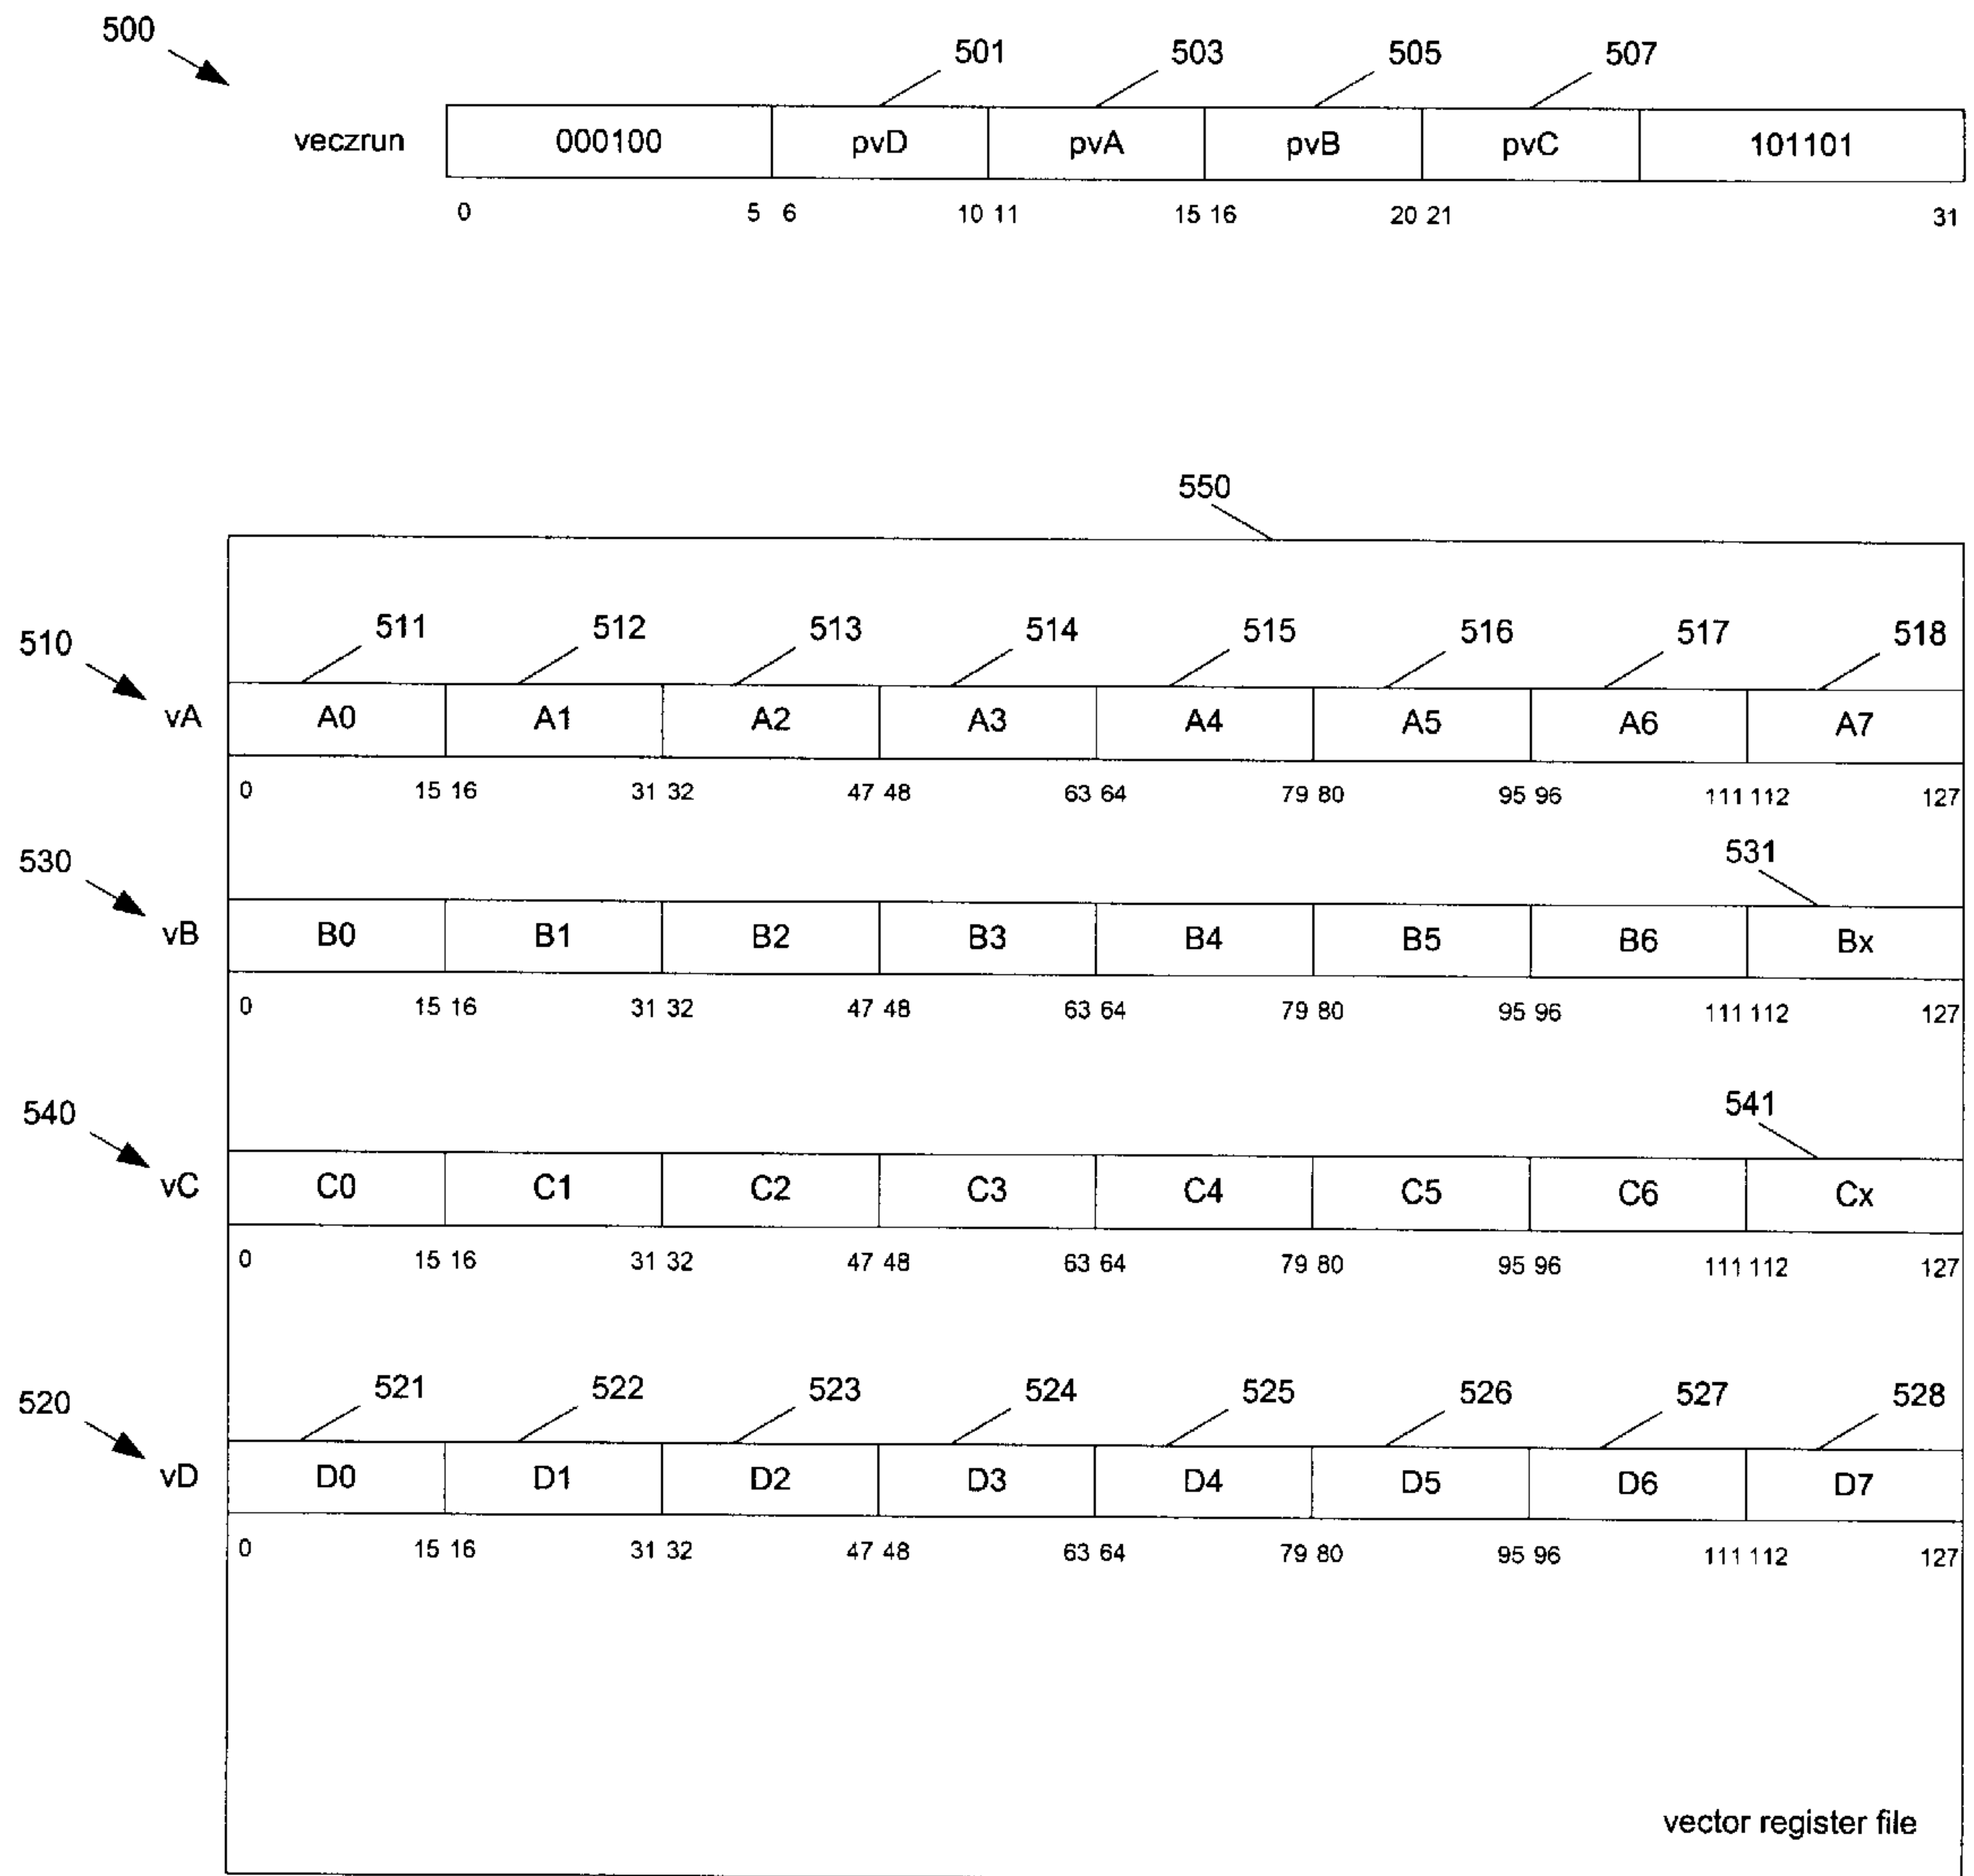 500
501 503 505 507
veczrun 000100 pvD pvA pvB pvC 101101
0 5 6 10 11 15 16 20 21 31
550
510 511 512 513 514 515 516 517 518
vA A0 A1 A2 A3 A4 A5 A6 A7
0 15 16 31 32 47 48 63 64 79 80 95 96 111 112 127
530 531
vB B0 B1 B2 B3 B4 B5 B6 Bx
0 15 16 31 32 47 48 63 64 79 80 95 96 111 112 127
540 541
vC C0 C1 C2 C3 C4 C5 C6 Cx
0 15 16 31 32 47 48 63 64 79 80 95 96 111 112 127
520 521 522 523 524 525 526 527 528
vD D0 D1 D2 D3 D4 D5 D6 D7
0 15 16 31 32 47 48 63 64 79 80 95 96 111 112 127
vector register file